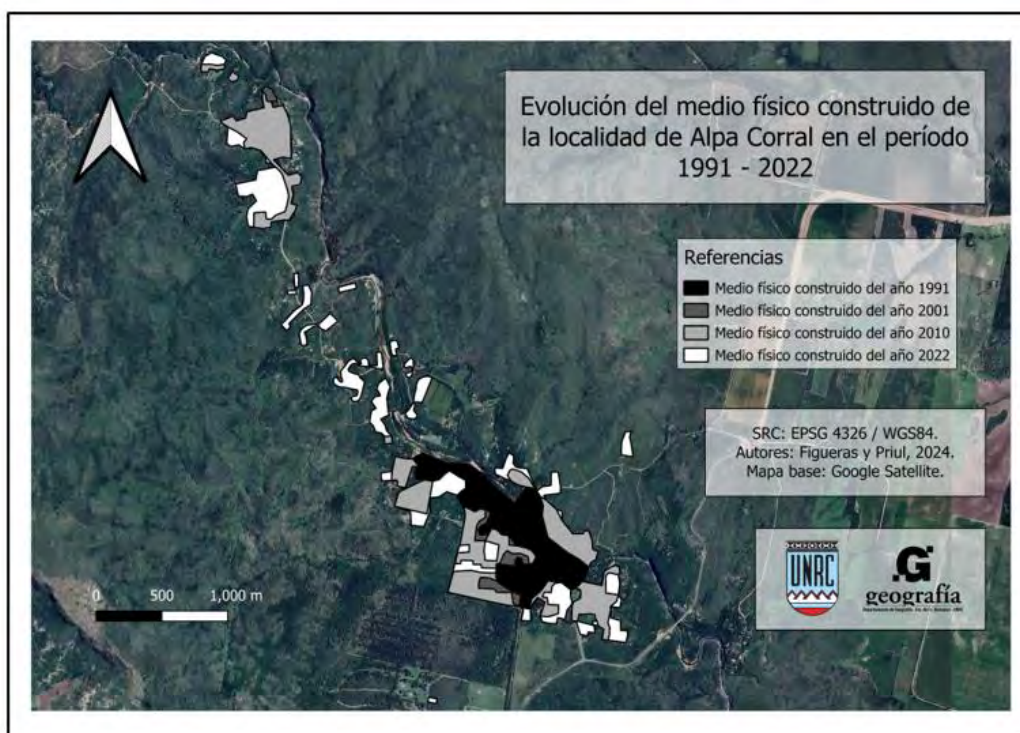 Evolución del medio físico construido de
la localidad de Alpa Corral en el período
1991 - 2022
Referencias
Medio físico construido del año 1991
Medio físico construido del año 2001
Medio físico construido del año 2010
Medio físico construido del año 2022
SRC: EPSG 4326 / WGS84.
Autores: Figueras y Priul, 2024.
Mapa base: Google Satellite.
0 500 1,000 m
UNRC
.G
geografía